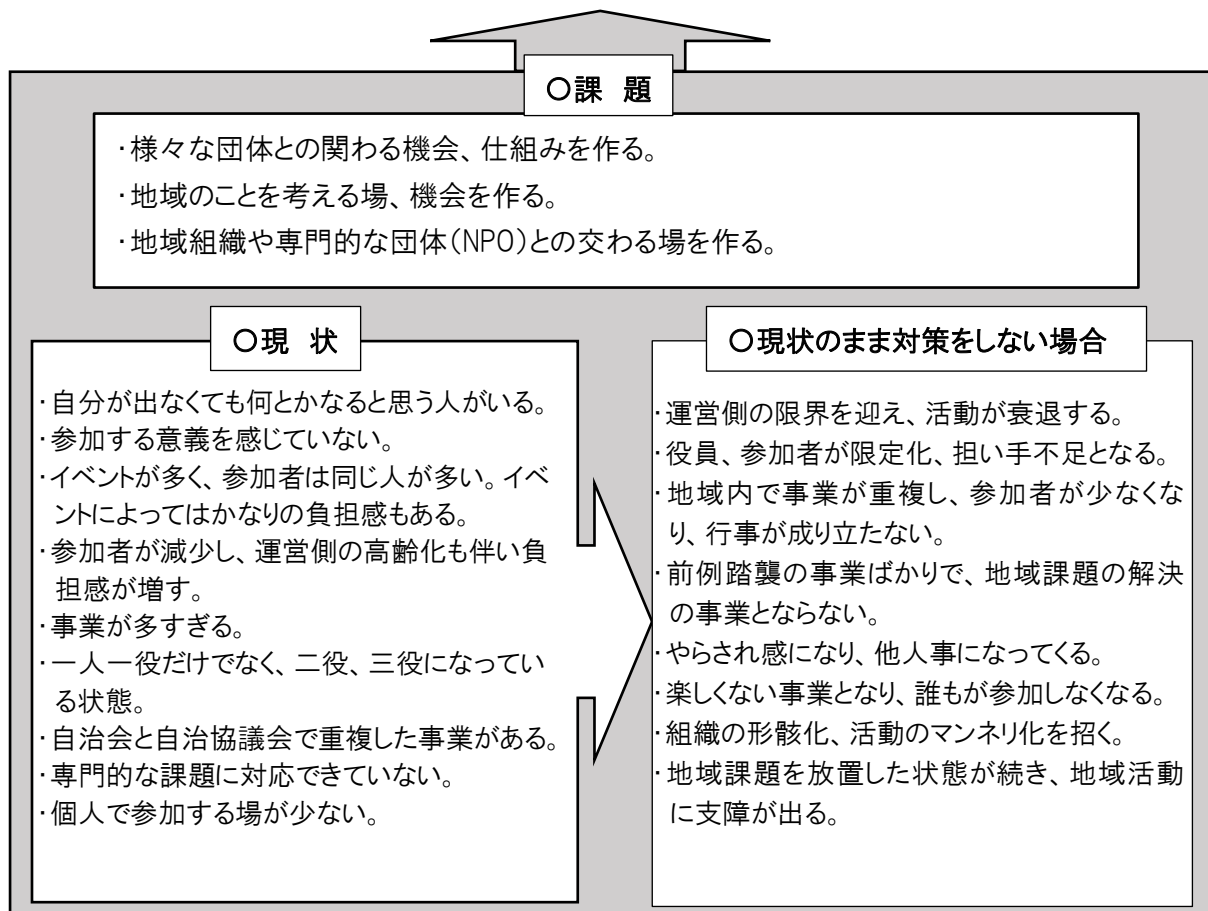 ○課 題
・様々な団体との関わる機会、仕組みを作る。
・地域のことを考える場、機会を作る。
・地域組織や専門的な団体(NPO)との交わる場を作る。
○現 状
・自分が出なくても何とかなると思う人がいる。
・参加する意義を感じていない。
・イベントが多く、参加者は同じ人が多い。イベ
ントによってはかなりの負担感もある。
・参加者が減少し、運営側の高齢化も伴い負
担感が増す。
・事業が多すぎる。
・一人一役だけでなく、二役、三役になってい
る状態。
・自治会と自治協議会で重複した事業がある。
・専門的な課題に対応できていない。
・個人で参加する場が少ない。
○現状のまま対策をしない場合
・運営側の限界を迎え、活動が衰退する。
・役員、参加者が限定化、担い手不足となる。
・地域内で事業が重複し、参加者が少なくな
り、行事が成り立たない。
・前例踏襲の事業ばかりで、地域課題の解決
の事業とならない。
・やらされ感になり、他人事になってくる。
・楽しくない事業となり、誰もが参加しなくなる。
・組織の形骸化、活動のマンネリ化を招く。
・地域課題を放置した状態が続き、地域活動
に支障が出る。